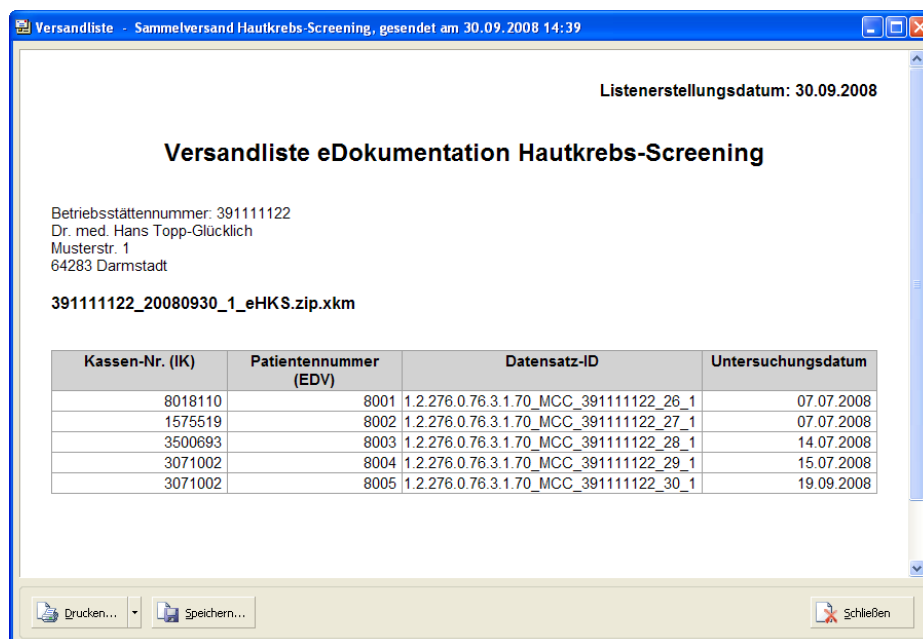 Versandliste - Sammelversand Hautkrebs-Screening, gesendet am 30.09.2008 14:39
Listenerstellungsdatum: 30.09.2008
Versandliste eDokumentation Hautkrebs-Screening
Betriebsstättennummer: 391111122
Dr. med. Hans Topp-Glücklich
Musterstr. 1
64283 Darmstadt
391111122_20080930_1_eHKS.zip.xkm
Kassen-Nr. (IK) Patientennummer (EDV) Datensatz-ID Untersuchungsdatum
8018110 8001 1.2.276.0.76.3.1.70_MCC_391111122_26_1 07.07.2008
1575519 8002 1.2.276.0.76.3.1.70_MCC_391111122_27_1 07.07.2008
3500693 8003 1.2.276.0.76.3.1.70_MCC_391111122_28_1 14.07.2008
3071002 8004 1.2.276.0.76.3.1.70_MCC_391111122_29_1 15.07.2008
3071002 8005 1.2.276.0.76.3.1.70_MCC_391111122_30_1 19.09.2008
Drucken... Speichern... Schließen